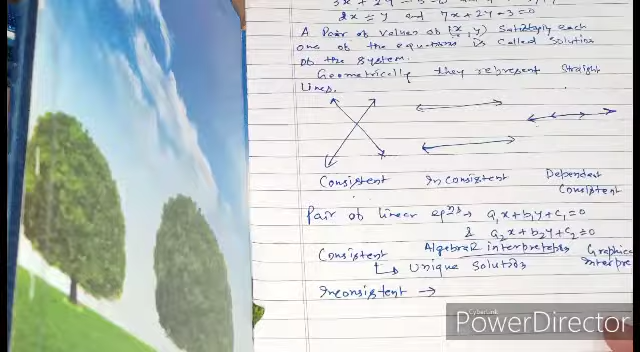 2x = y and 7x+2y-3=0
A Pair of values of (x, y) Satisfying each
one of the equations is called Solution
of the System.
Geometrically they represent Straight
Lines.
Consistent Inconsistent Dependent
Consistent
Pair of linear eqns → a₁x+b₁y+c₁=0
& a₂x+b₂y+c₂=0
Consistent Algebraic interpretation Graphica
↳ Unique Solution interpre
Inconsistent →
CyberLink
PowerDirector